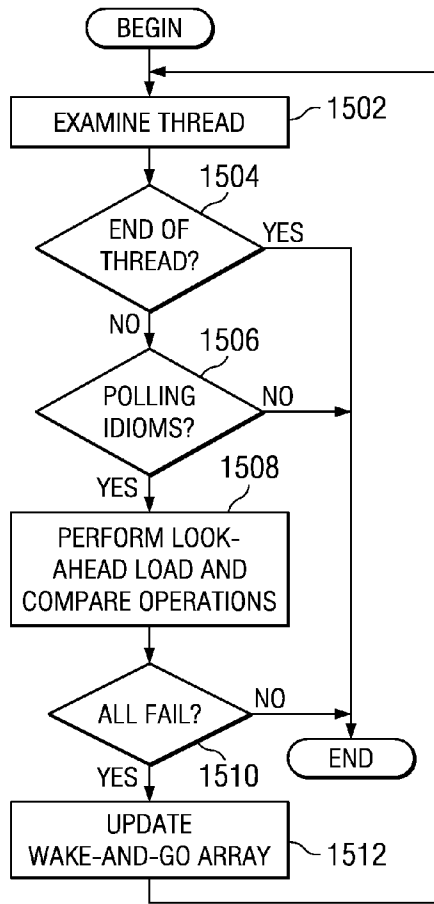 BEGIN
EXAMINE THREAD
1502
1504
END OF
THREAD?
YES
NO
1506
POLLING
IDIOMS?
NO
YES
1508
PERFORM LOOK-
AHEAD LOAD AND
COMPARE OPERATIONS
ALL FAIL?
NO
1510
YES
END
UPDATE
WAKE-AND-GO ARRAY
1512